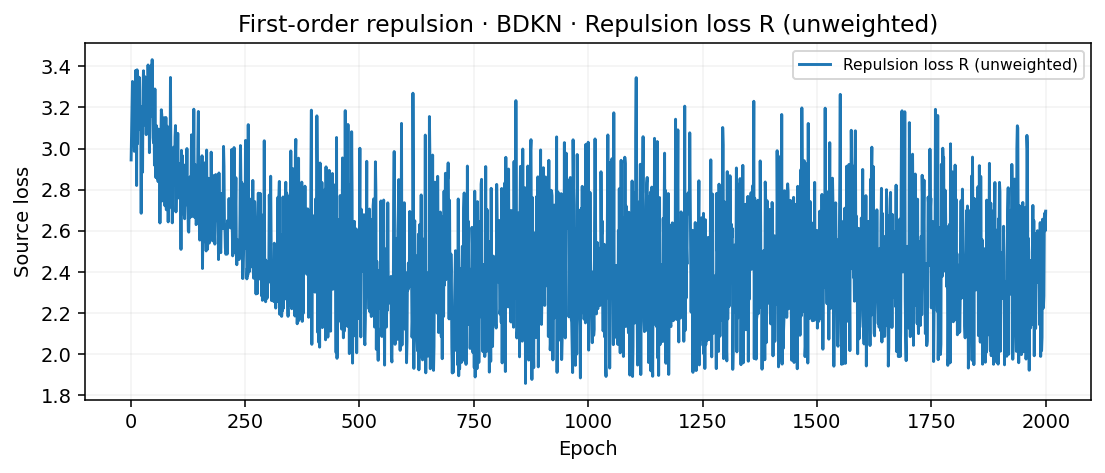 First-order repulsion · BDKN · Repulsion loss R (unweighted)
Repulsion loss R (unweighted)
Source loss
3.4
3.2
3.0
2.8
2.6
2.4
2.2
2.0
1.8
0 250 500 750 1000 1250 1500 1750 2000
Epoch